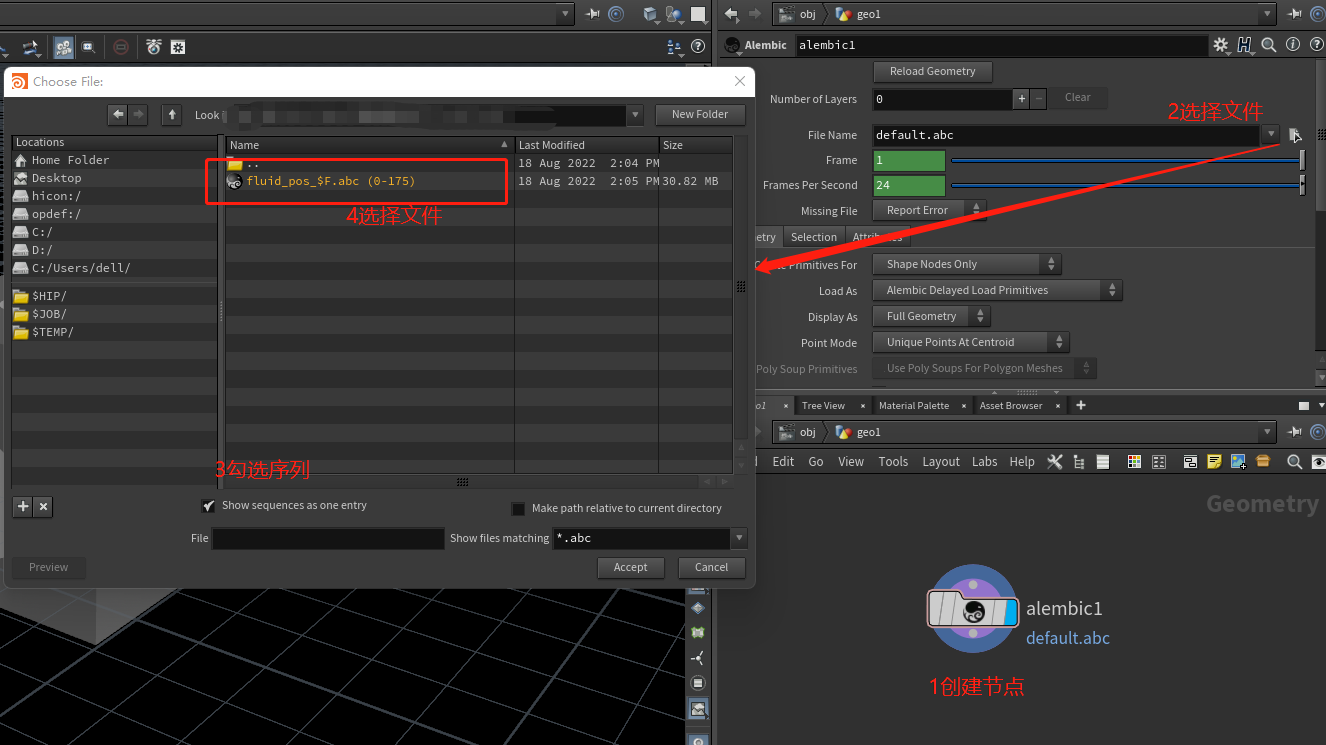 obj
geo1
Alembic
alembic1
Reload Geometry
Number of Layers
0
Clear
2选择文件
File Name
default.abc
Frame
1
Frames Per Second
24
Missing File
Report Error
etry
Selection
Attributes
Primitives For
Shape Nodes Only
Load As
Alembic Delayed Load Primitives
Display As
Full Geometry
Point Mode
Unique Points At Centroid
Poly Soup Primitives
Use Poly Soups For Polygon Meshes
Choose File:
Look
New Folder
Locations
Home Folder
Desktop
hicon:/
opdef:/
C:/
D:/
C:/Users/dell/
$HIP/
$JOB/
$TEMP/
Name
Last Modified
Size
..
18 Aug 2022 2:04 PM
fluid_pos_$F.abc (0-175)
18 Aug 2022 2:05 PM
30.82 MB
4选择文件
3勾选序列
Show sequences as one entry
Make path relative to current directory
File
Show files matching
*.abc
Preview
Accept
Cancel
o1
Tree View
Material Palette
Asset Browser
obj
geo1
Edit
Go
View
Tools
Layout
Labs
Help
Geometry
alembic1
default.abc
1创建节点